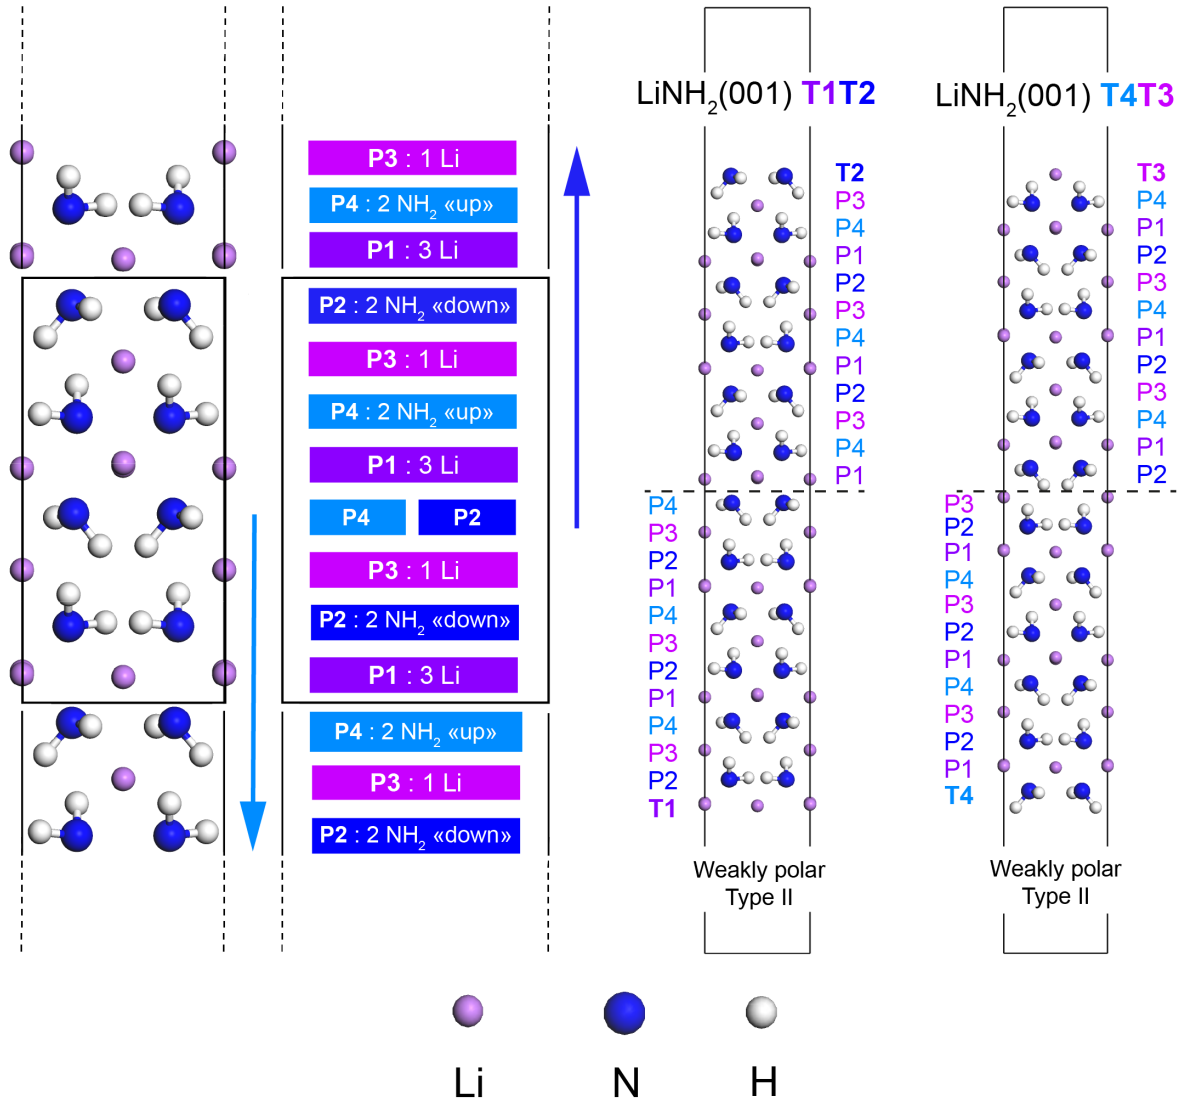 P3 : 1 Li
P4 : 2 NH2 «up»
P1 : 3 Li
P2 : 2 NH2 «down»
P3 : 1 Li
P4 : 2 NH2 «up»
P1 : 3 Li
P4 P2
P3 : 1 Li
P2 : 2 NH2 «down»
P1 : 3 Li
P4 : 2 NH2 «up»
P3 : 1 Li
P2 : 2 NH2 «down»
LiNH2(001) T1T2
T2
P3
P4
P1
P2
P3
P4
P1
P2
P3
P4
P1
P4
P3
P2
P1
P4
P3
P2
P1
P4
P3
P2
T1
Weakly polar
Type II
LiNH2(001) T4T3
T3
P4
P1
P2
P3
P4
P1
P2
P3
P4
P1
P2
P3
P2
P1
P4
P3
P2
P1
P4
P3
P2
P1
T4
Weakly polar
Type II
Li N H